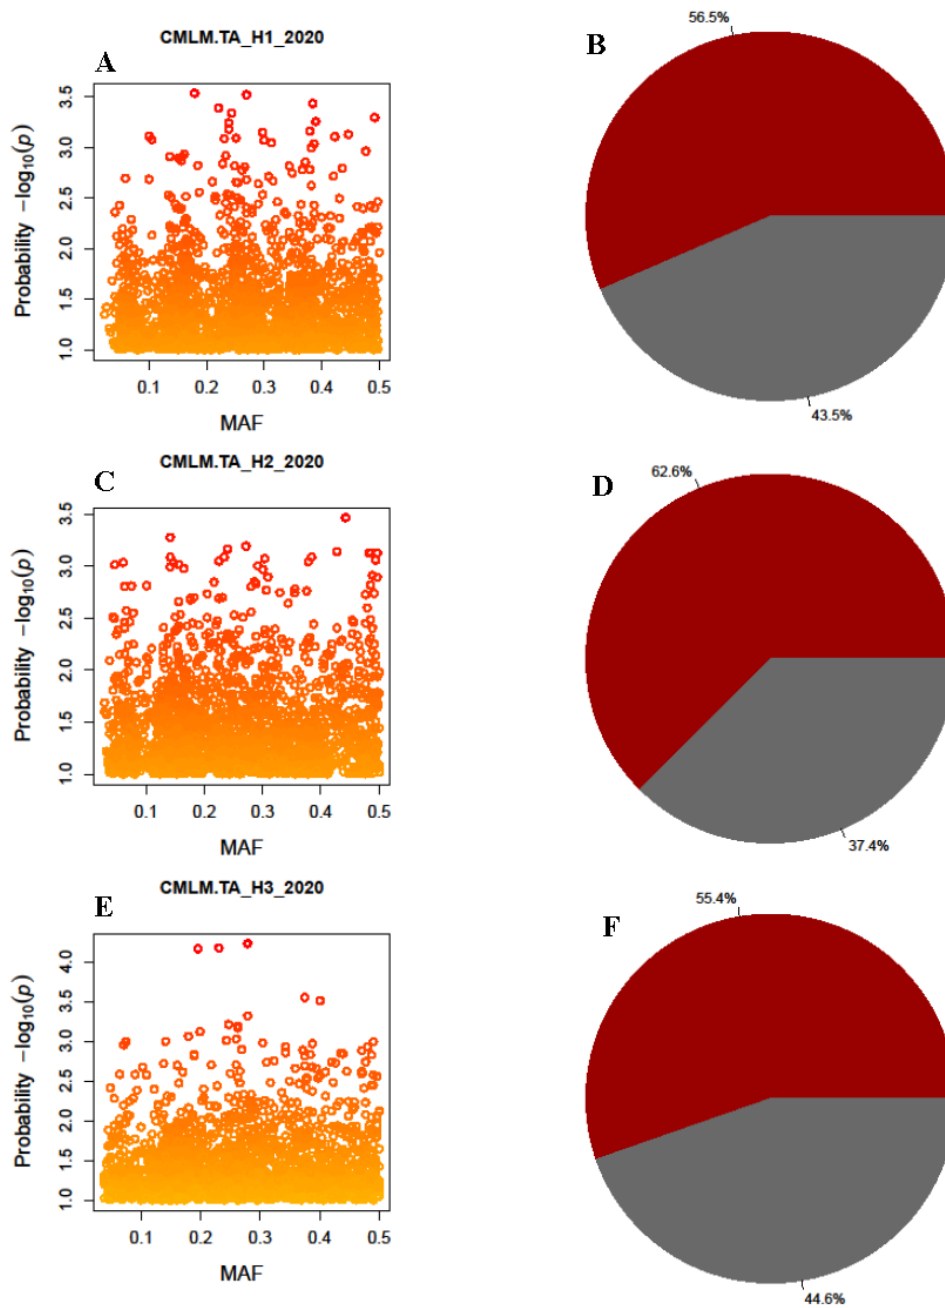 CMLM.TA_H1_2020
A
Probability −log10(p)
3.5
3.0
2.5
2.0
1.5
1.0
0.1 0.2 0.3 0.4 0.5
MAF
56.5%
B
43.5%
CMLM.TA_H2_2020
C
Probability −log10(p)
3.5
3.0
2.5
2.0
1.5
1.0
0.1 0.2 0.3 0.4 0.5
MAF
62.6%
D
37.4%
CMLM.TA_H3_2020
E
Probability −log10(p)
4.0
3.5
3.0
2.5
2.0
1.5
1.0
0.1 0.2 0.3 0.4 0.5
MAF
55.4%
F
44.6%